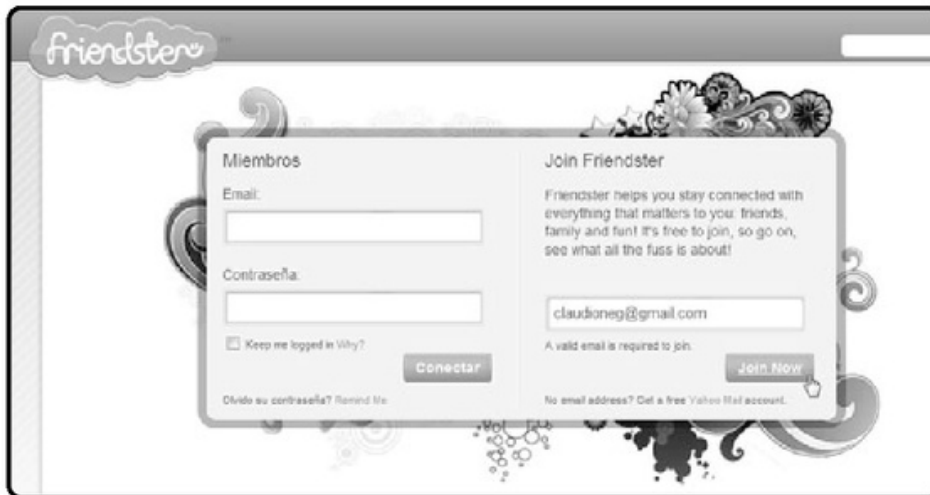 friendster
Miembros
Email:
Contraseña:
Keep me logged in Why?
Conectar
Olvido su contraseña? Remind Me
Join Friendster
Friendster helps you stay connected with
everything that matters to you: friends,
family and fun! It's free to join, so go on,
see what all the fuss is about!
claudioneg@gmail.com
A valid email is required to join.
Join Now
No email address? Get a free Yahoo Mail account.